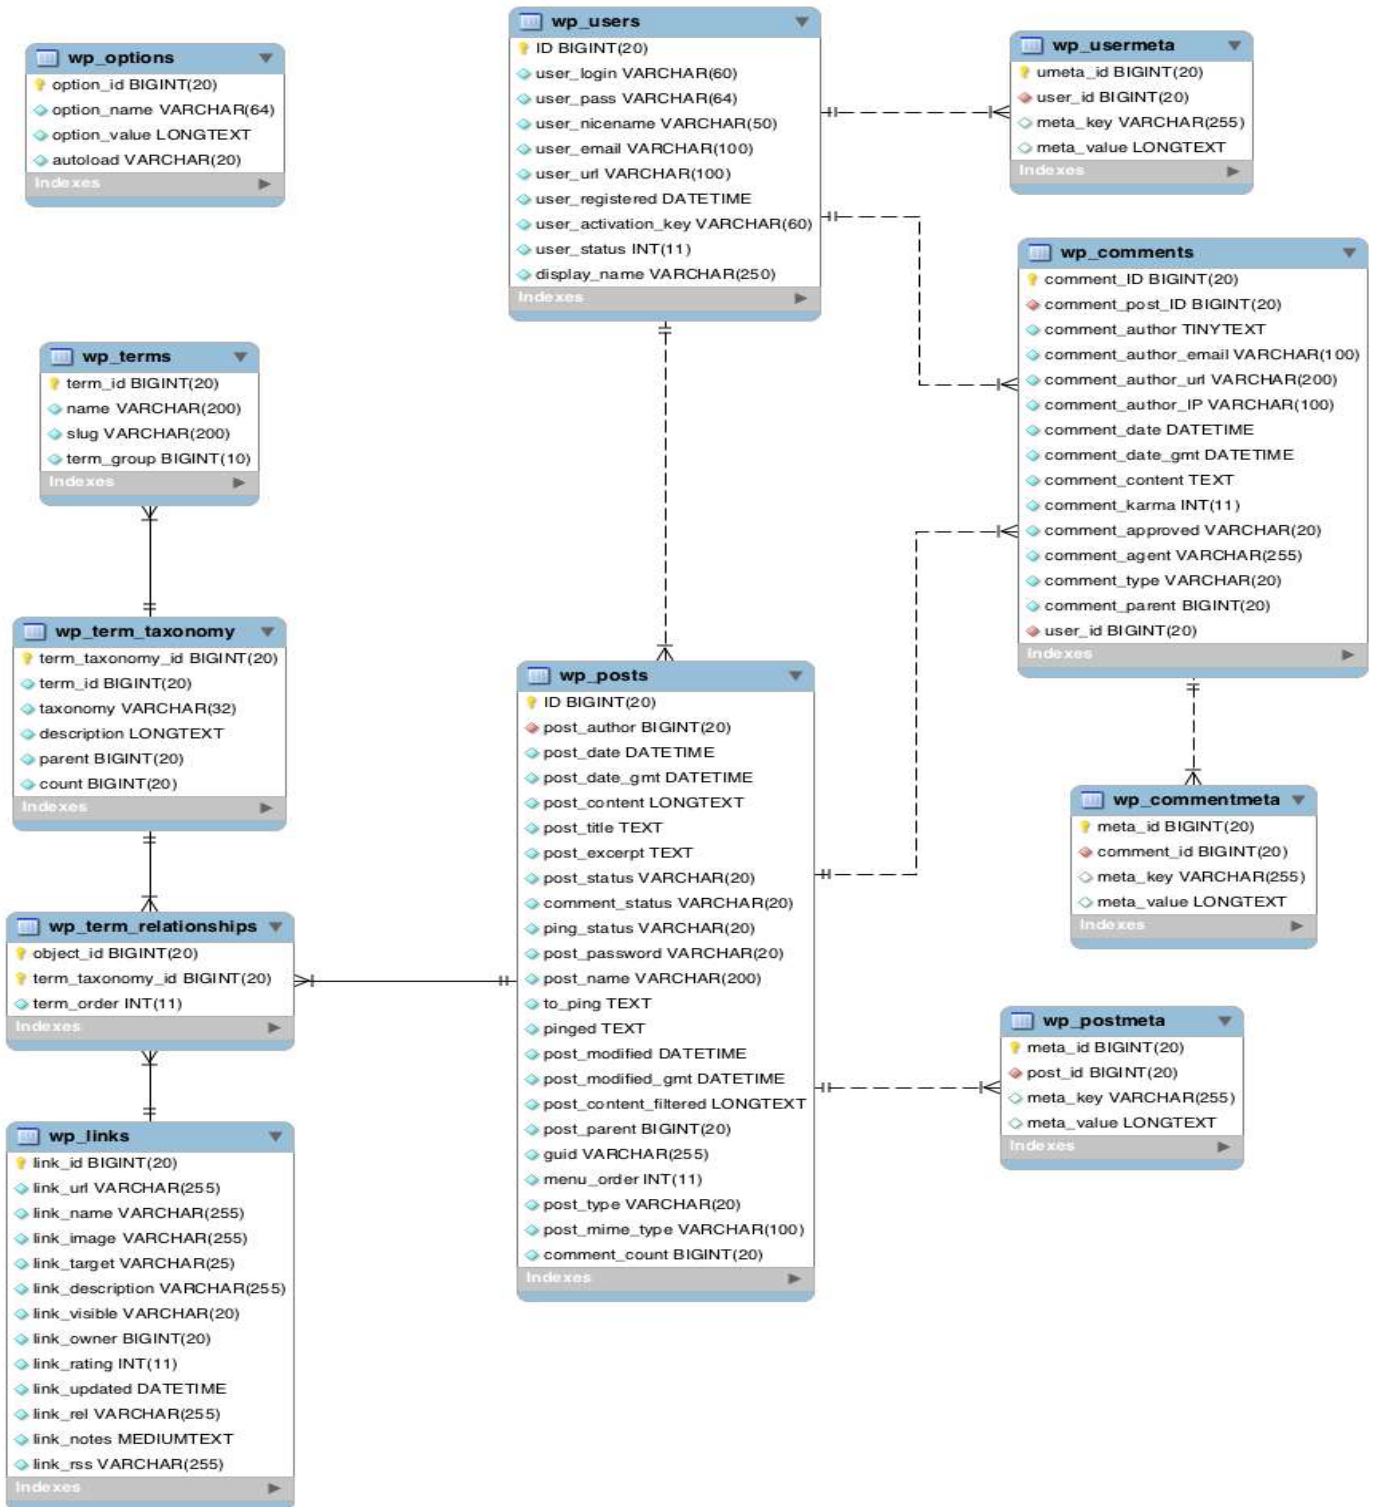 wp_options
option_id BIGINT(20)
option_name VARCHAR(64)
option_value LONGTEXT
autoload VARCHAR(20)
Indexes
wp_users
ID BIGINT(20)
user_login VARCHAR(60)
user_pass VARCHAR(64)
user_nicename VARCHAR(50)
user_email VARCHAR(100)
user_url VARCHAR(100)
user_registered DATETIME
user_activation_key VARCHAR(60)
user_status INT(11)
display_name VARCHAR(250)
Indexes
wp_usermeta
umeta_id BIGINT(20)
user_id BIGINT(20)
meta_key VARCHAR(255)
meta_value LONGTEXT
Indexes
wp_comments
comment_ID BIGINT(20)
comment_post_ID BIGINT(20)
comment_author TINYTEXT
comment_author_email VARCHAR(100)
comment_author_url VARCHAR(200)
comment_author_IP VARCHAR(100)
comment_date DATETIME
comment_date_gmt DATETIME
comment_content TEXT
comment_karma INT(11)
comment_approved VARCHAR(20)
comment_agent VARCHAR(255)
comment_type VARCHAR(20)
comment_parent BIGINT(20)
user_id BIGINT(20)
Indexes
wp_terms
term_id BIGINT(20)
name VARCHAR(200)
slug VARCHAR(200)
term_group BIGINT(10)
Indexes
wp_term_taxonomy
term_taxonomy_id BIGINT(20)
term_id BIGINT(20)
taxonomy VARCHAR(32)
description LONGTEXT
parent BIGINT(20)
count BIGINT(20)
Indexes
wp_posts
ID BIGINT(20)
post_author BIGINT(20)
post_date DATETIME
post_date_gmt DATETIME
post_content LONGTEXT
post_title TEXT
post_excerpt TEXT
post_status VARCHAR(20)
comment_status VARCHAR(20)
ping_status VARCHAR(20)
post_password VARCHAR(20)
post_name VARCHAR(200)
to_ping TEXT
pinged TEXT
post_modified DATETIME
post_modified_gmt DATETIME
post_content_filtered LONGTEXT
post_parent BIGINT(20)
guid VARCHAR(255)
menu_order INT(11)
post_type VARCHAR(20)
post_mime_type VARCHAR(100)
comment_count BIGINT(20)
Indexes
wp_commentmeta
meta_id BIGINT(20)
comment_id BIGINT(20)
meta_key VARCHAR(255)
meta_value LONGTEXT
Indexes
wp_term_relationships
object_id BIGINT(20)
term_taxonomy_id BIGINT(20)
term_order INT(11)
Indexes
wp_postmeta
meta_id BIGINT(20)
post_id BIGINT(20)
meta_key VARCHAR(255)
meta_value LONGTEXT
Indexes
wp_links
link_id BIGINT(20)
link_url VARCHAR(255)
link_name VARCHAR(255)
link_image VARCHAR(255)
link_target VARCHAR(25)
link_description VARCHAR(255)
link_visible VARCHAR(20)
link_owner BIGINT(20)
link_rating INT(11)
link_updated DATETIME
link_rel VARCHAR(255)
link_notes MEDIUMTEXT
link_rss VARCHAR(255)
Indexes